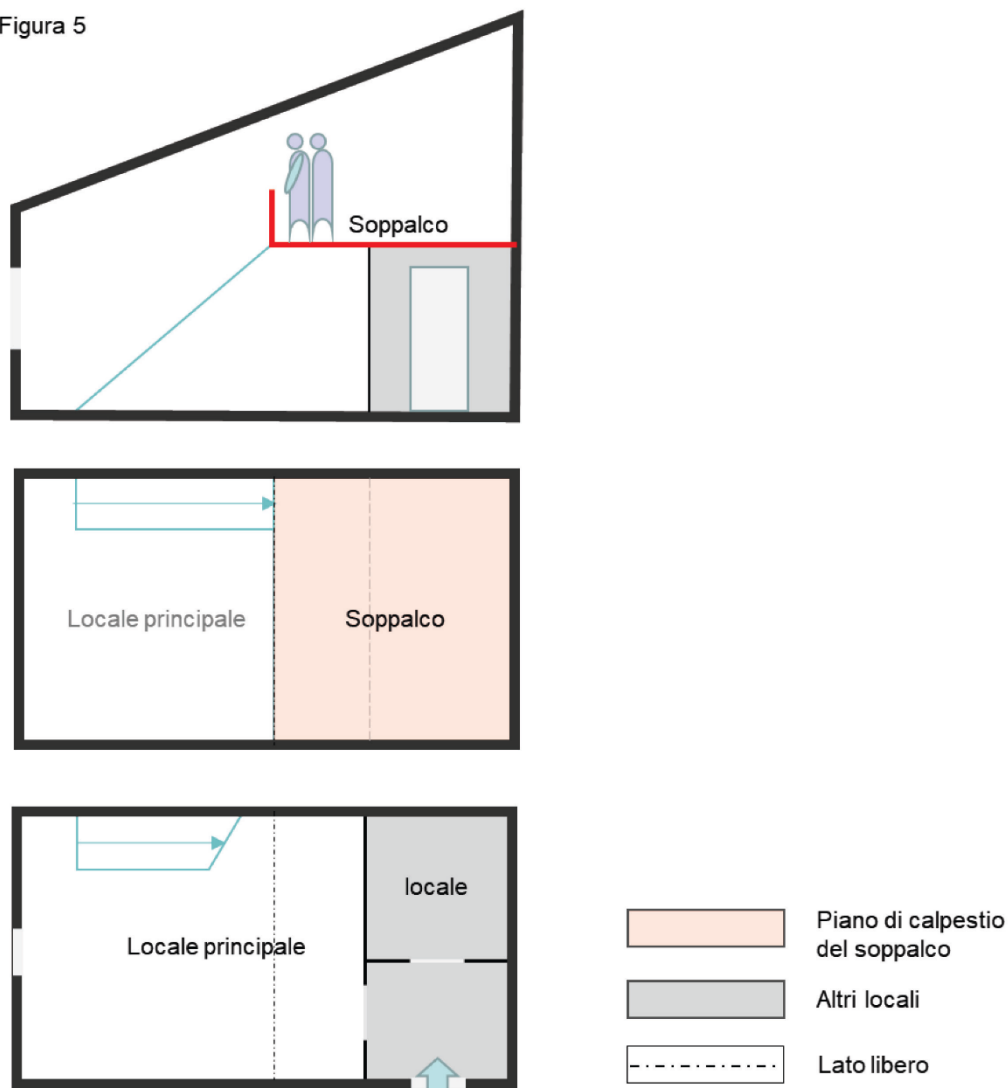 Figura 5
Soppalco
Locale principale
Soppalco
locale
Locale principale
Piano di calpestio
del soppalco
Altri locali
Lato libero